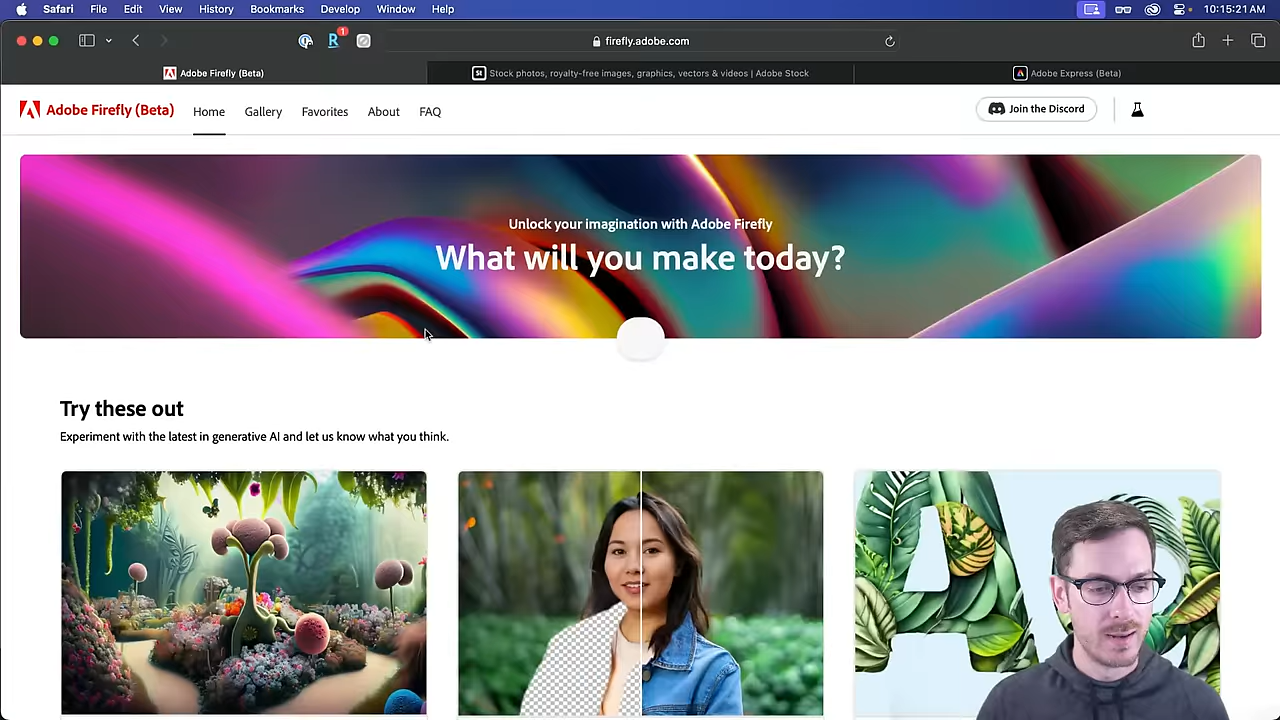 Safari File Edit View History Bookmarks Develop Window Help 10:15:21 AM
R 1 firefly.adobe.com
Adobe Firefly (Beta) St Stock photos, royalty-free images, graphics, vectors & videos | Adobe Stock Adobe Express (Beta)
Adobe Firefly (Beta) Home Gallery Favorites About FAQ Join the Discord
Unlock your imagination with Adobe Firefly
What will you make today?
Try these out
Experiment with the latest in generative AI and let us know what you think.
A